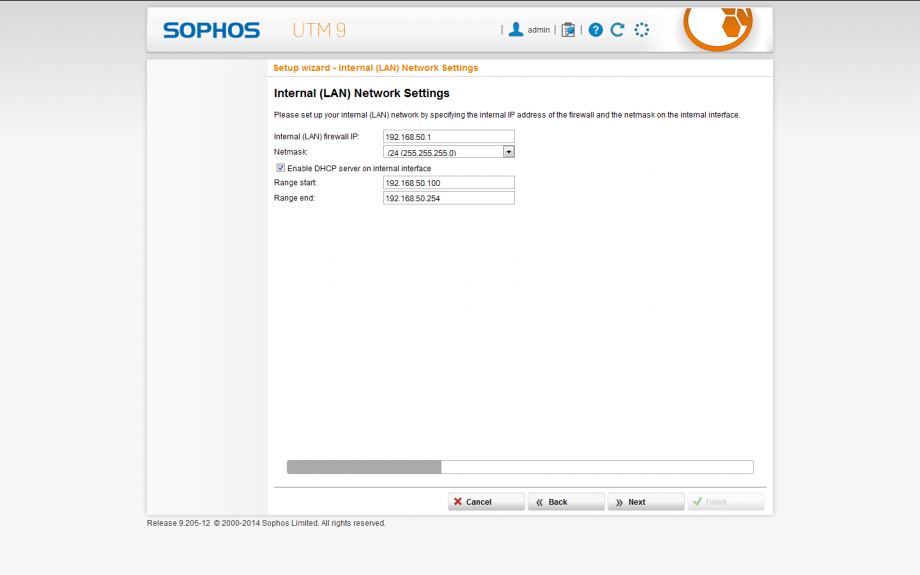 SOPHOS UTM 9 | admin | | ?
Setup wizard - Internal (LAN) Network Settings
Internal (LAN) Network Settings
Please set up your internal (LAN) network by specifying the internal IP address of the firewall and the netmask on the internal interface.
Internal (LAN) firewall IP: 192.168.50.1
Netmask: /24 (255.255.255.0)
Enable DHCP server on internal interface
Range start: 192.168.50.100
Range end: 192.168.50.254
Cancel Back Next Finish
Release 9.205-12 © 2000-2014 Sophos Limited. All rights reserved.